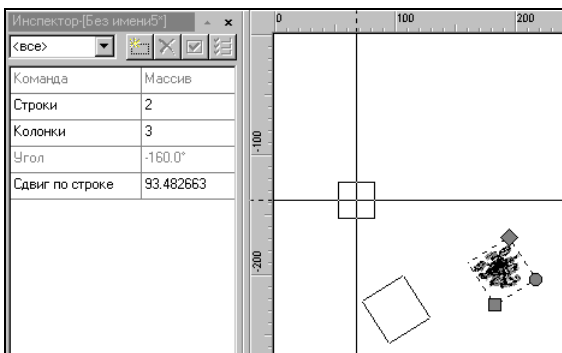 Инспектор-[Без имени5*]
<все>
Команда Массив
Строки 2
Колонки 3
Угол -160.0°
Сдвиг по строке 93.482663
0 100 200
-100
-200